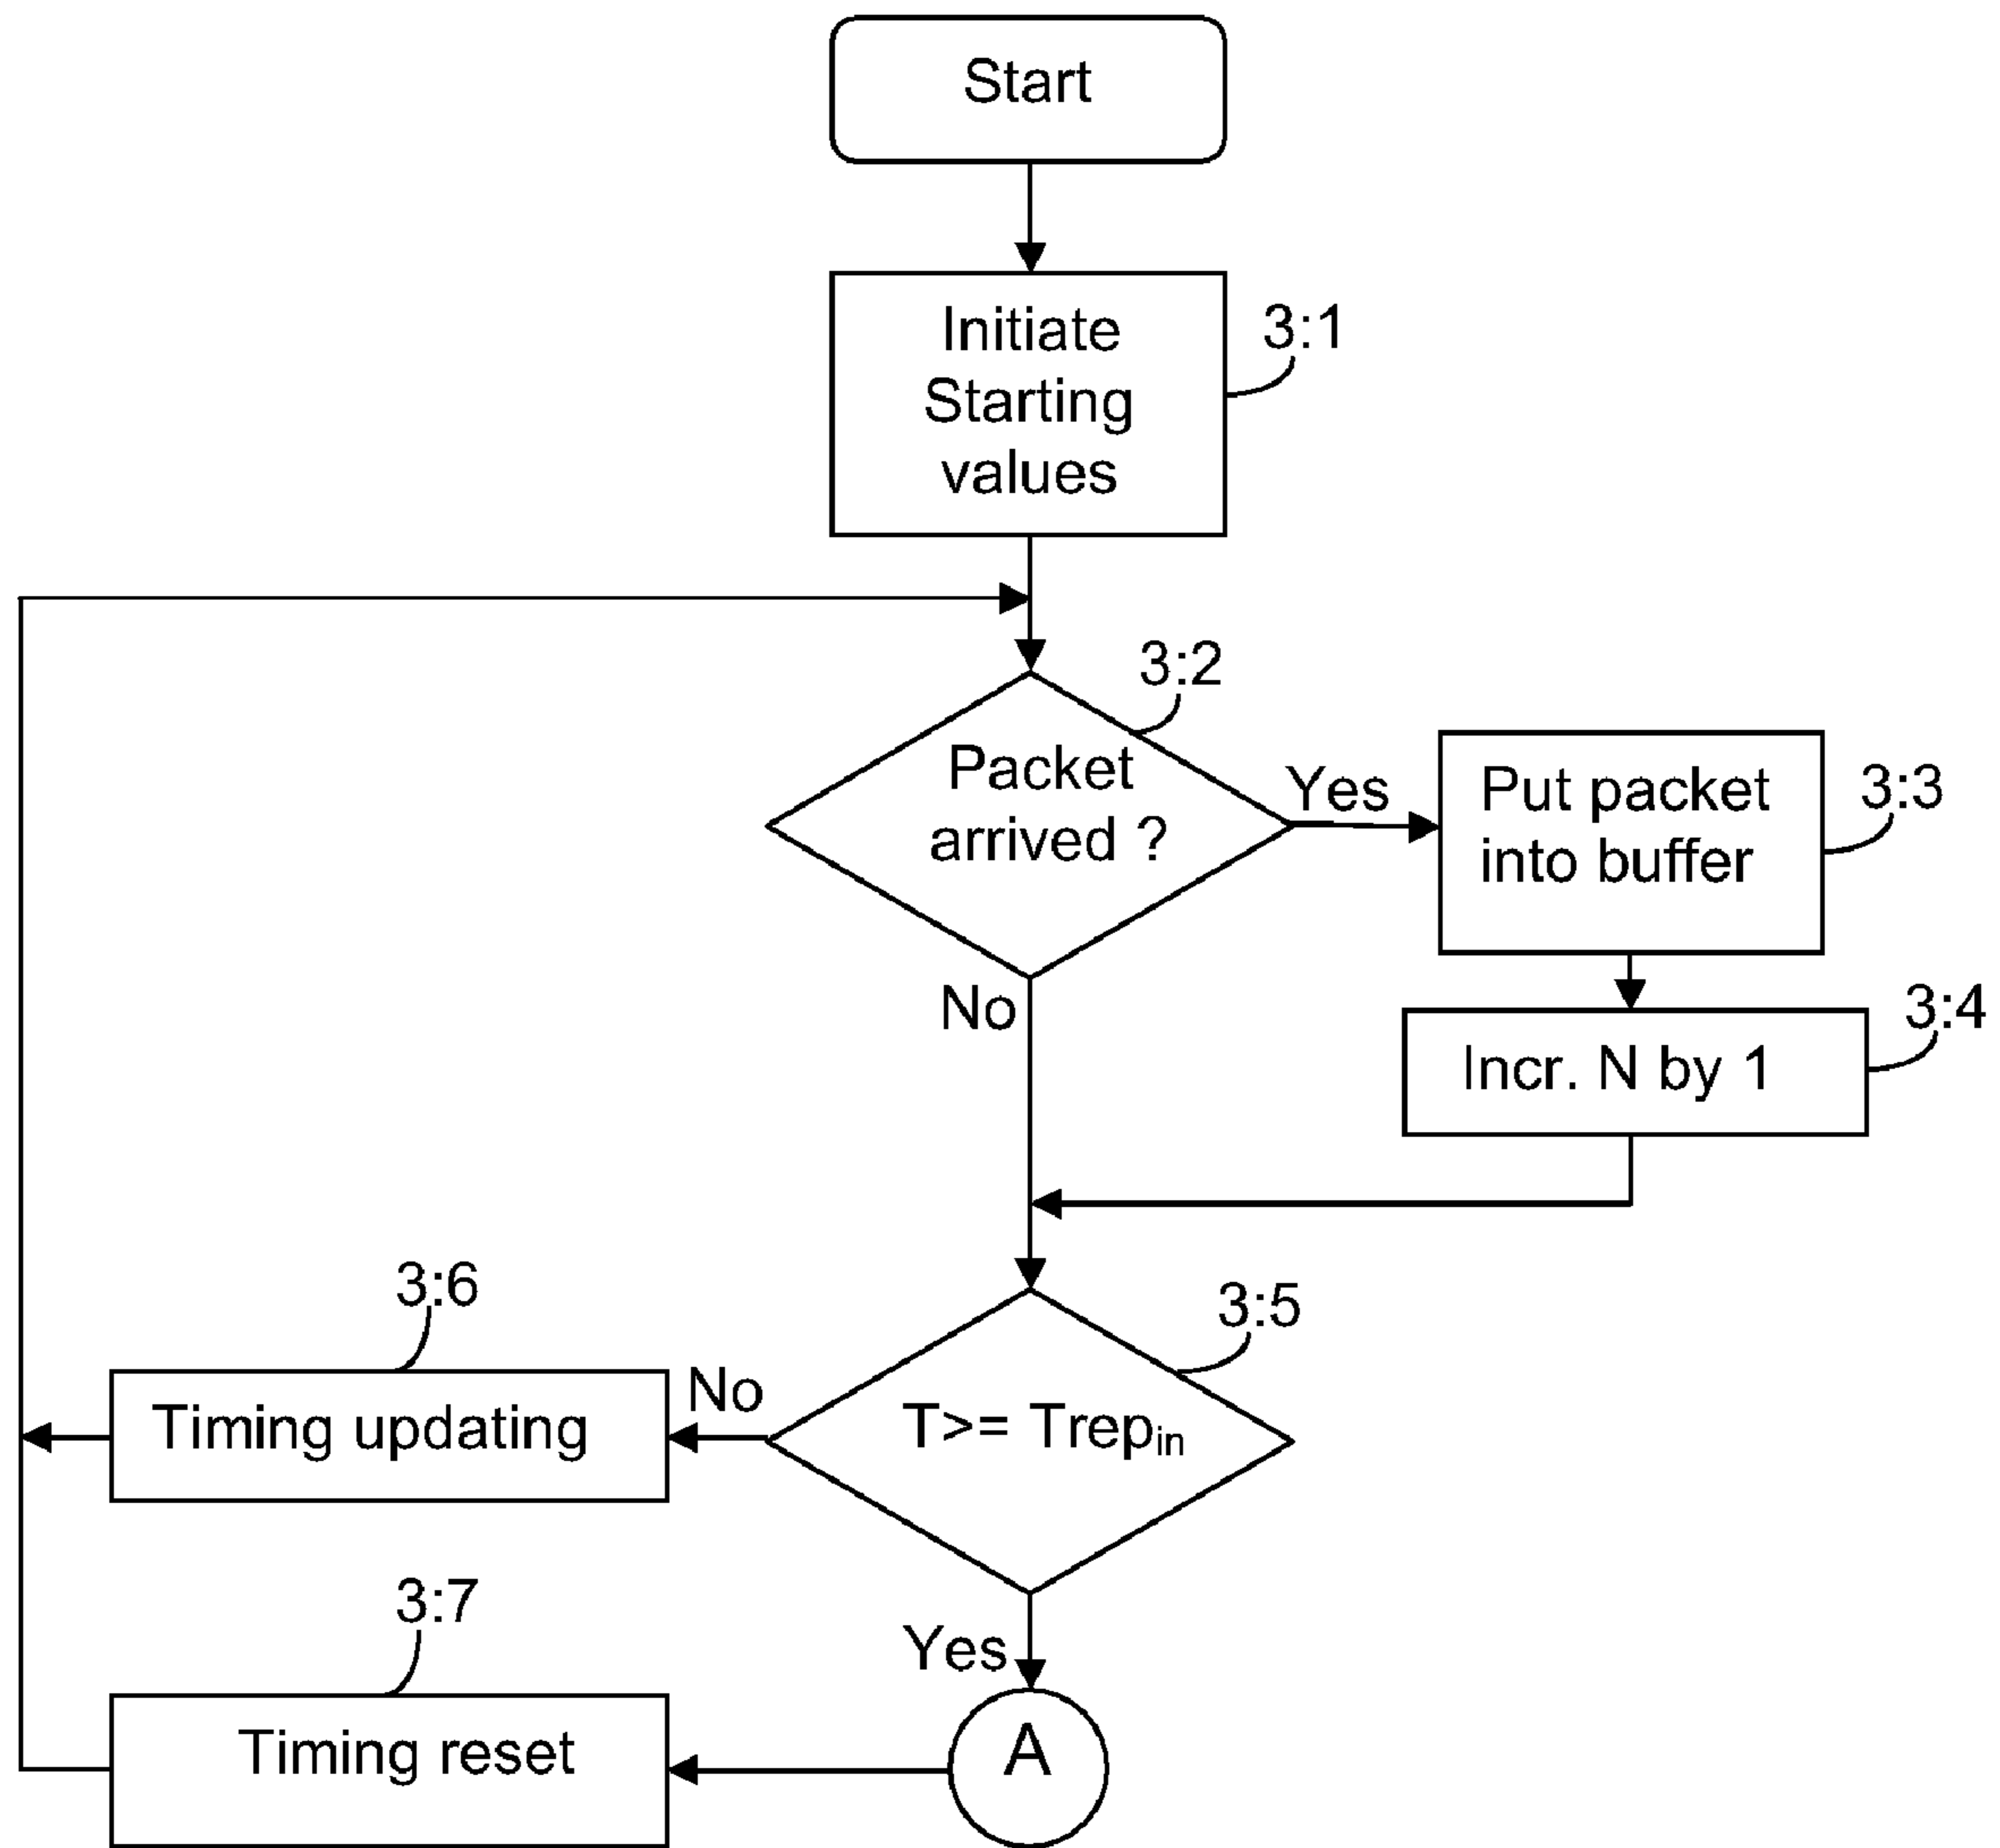 Start
Initiate
Starting
values
3:1
3:2
Packet
arrived ?
Yes
Put packet
into buffer
3:3
No
Incr. N by 1
3:4
3:6
3:5
Timing updating
No
T>= Trepin
3:7
Yes
Timing reset
A